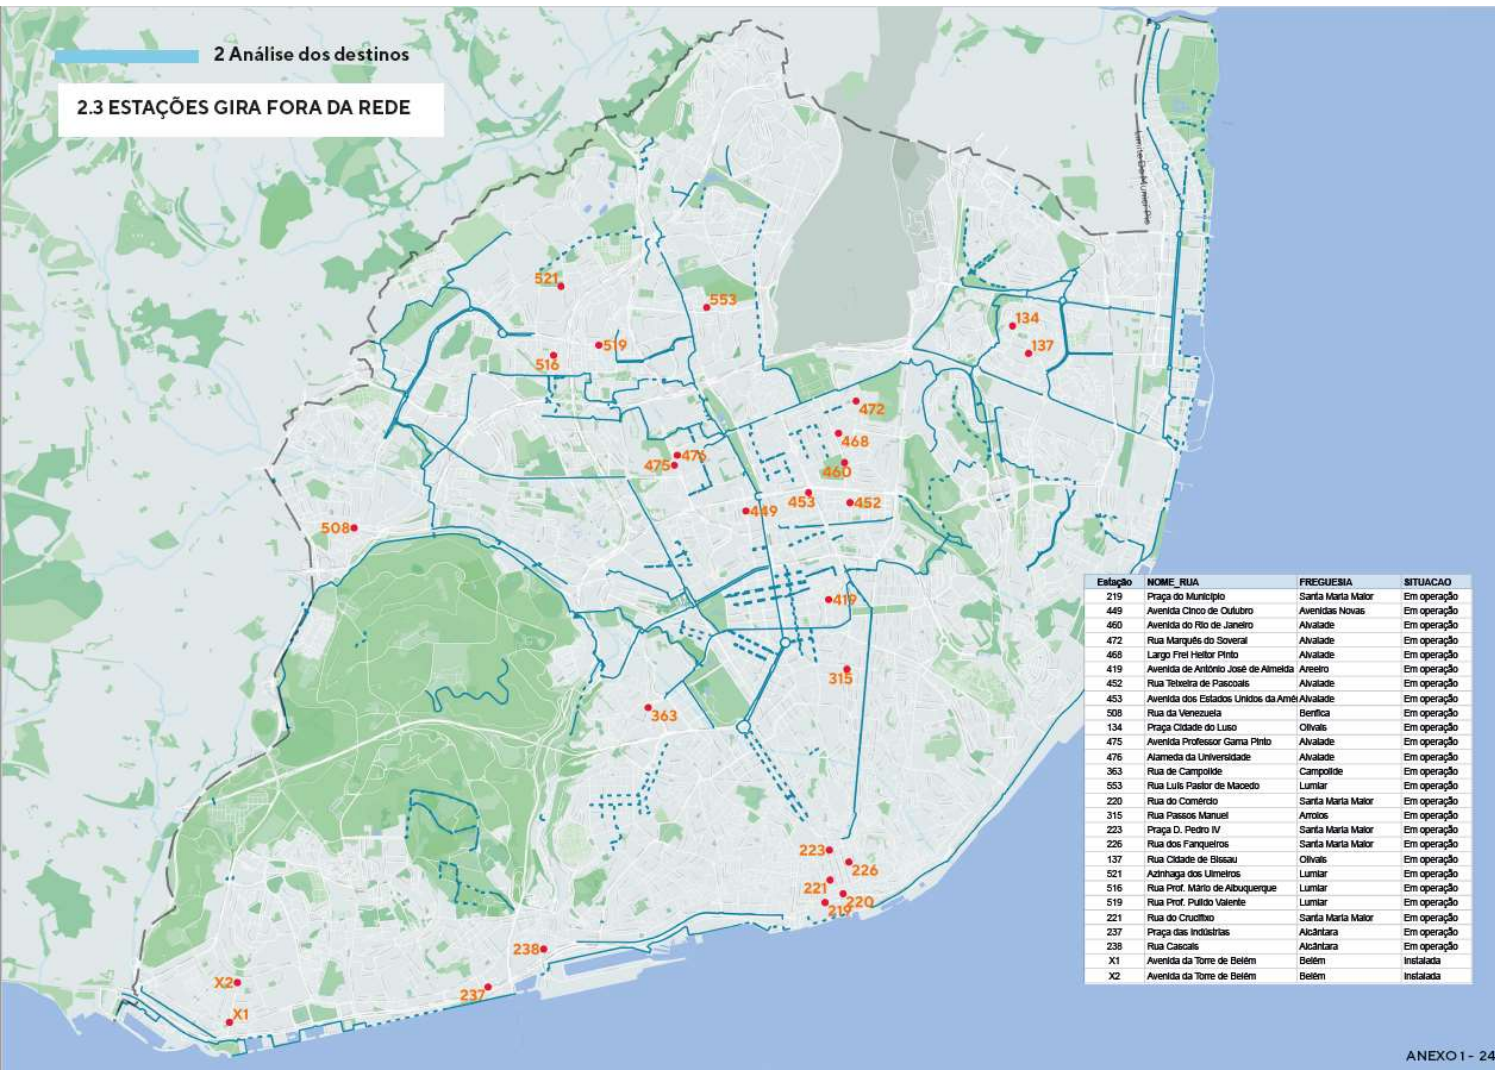 2 Análise dos destinos
2.3 ESTAÇÕES GIRA FORA DA REDE
521
553
134
519
137
516
472
468
476
475
460
453
452
449
508
419
315
363
223
226
221
220
219
238
X2
237
X1
Estação NOME_RUA FREGUESIA SITUACAO
219 Praça do Município Santa Maria Maior Em operação
449 Avenida Cinco de Outubro Avenidas Novas Em operação
460 Avenida do Rio de Janeiro Alvalade Em operação
472 Rua Marquês do Soveral Alvalade Em operação
468 Largo Frei Heitor Pinto Alvalade Em operação
419 Avenida de António José de Almeida Areeiro Em operação
452 Rua Teixeira de Pascoais Alvalade Em operação
453 Avenida dos Estados Unidos da Amé Alvalade Em operação
508 Rua da Venezuela Benfica Em operação
134 Praça Cidade do Luso Olivais Em operação
475 Avenida Professor Gama Pinto Alvalade Em operação
476 Alameda da Universidade Alvalade Em operação
363 Rua de Campolide Campolide Em operação
553 Rua Luís Pastor de Macedo Lumiar Em operação
220 Rua do Comércio Santa Maria Maior Em operação
315 Rua Passos Manuel Arroios Em operação
223 Praça D. Pedro IV Santa Maria Maior Em operação
226 Rua dos Fanqueiros Santa Maria Maior Em operação
137 Rua Cidade de Bissau Olivais Em operação
521 Azinhaga dos Ulmeiros Lumiar Em operação
516 Rua Prof. Mário de Albuquerque Lumiar Em operação
519 Rua Prof. Pulido Valente Lumiar Em operação
221 Rua do Crucifixo Santa Maria Maior Em operação
237 Praça das Indústrias Alcântara Em operação
238 Rua Cascais Alcântara Em operação
X1 Avenida da Torre de Belém Belém Instalada
X2 Avenida da Torre de Belém Belém Instalada
ANEXO 1 - 24